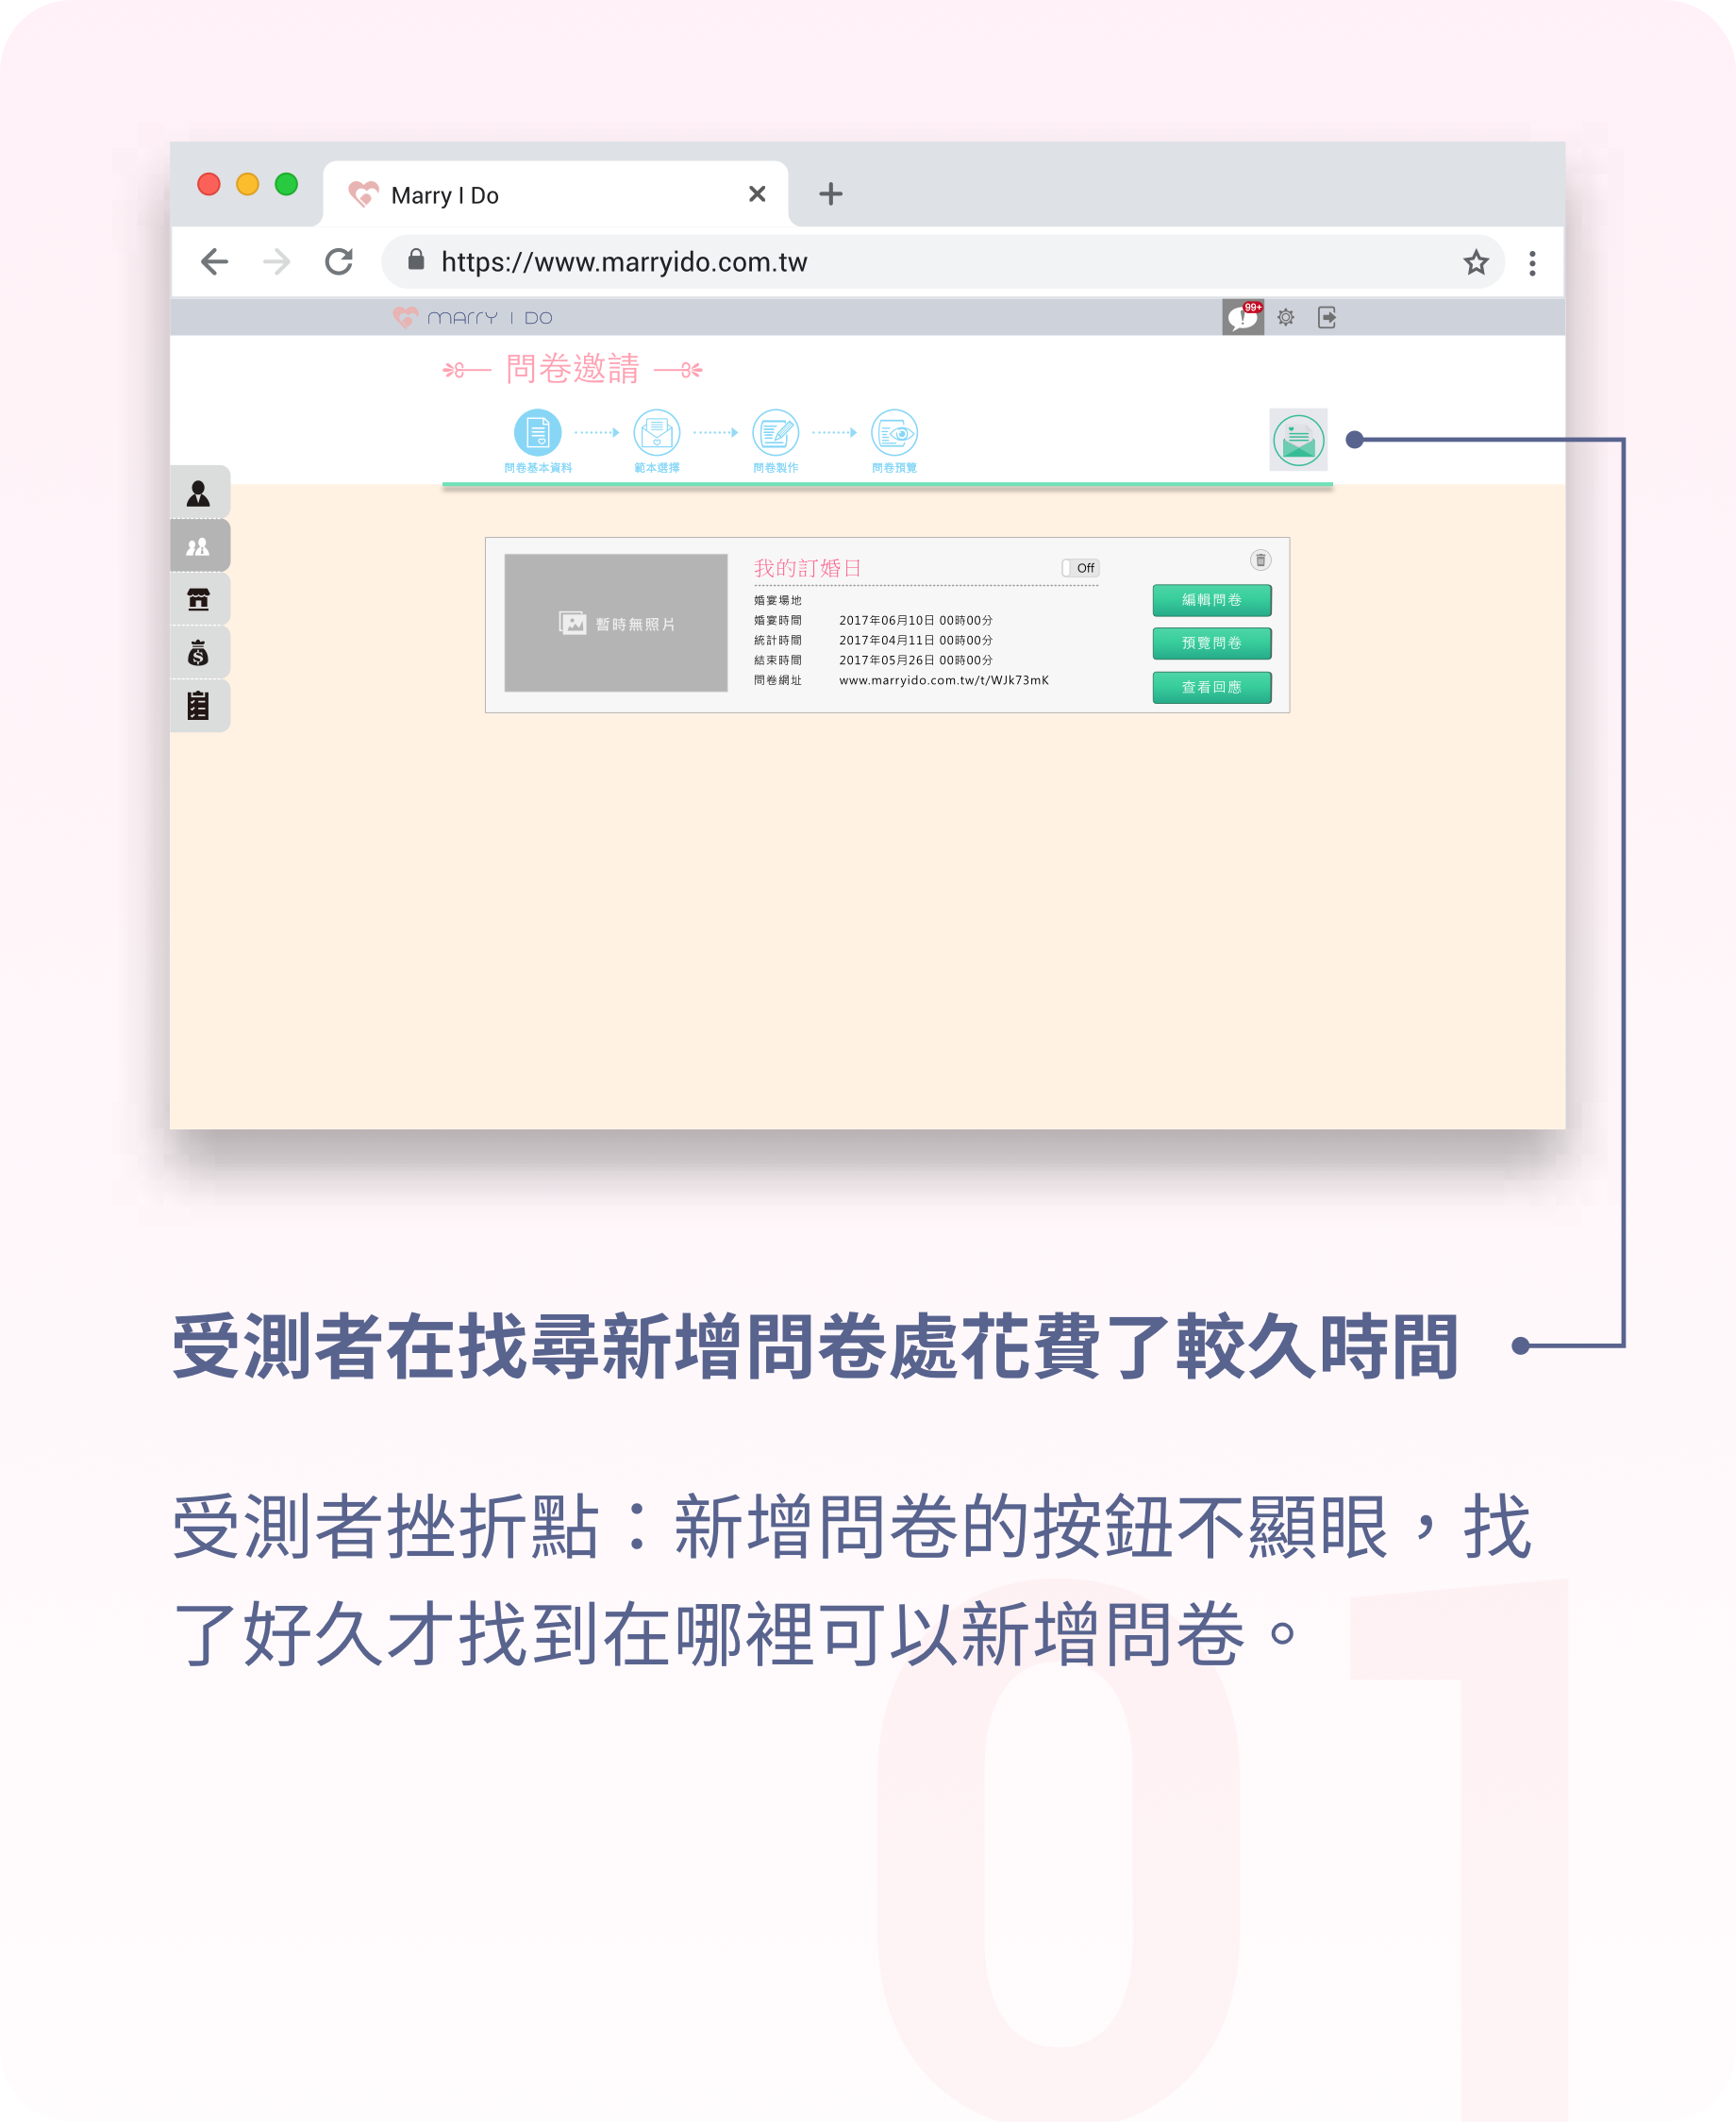 Marry I Do
https://www.marryido.com.tw
MARRY I DO
99+
問卷邀請
問卷基本資料
範本選擇
問卷製作
問卷預覽
暫時無照片
我的訂婚日
Off
婚宴場地
婚宴時間 2017年06月10日 00時00分
統計時間 2017年04月11日 00時00分
結束時間 2017年05月26日 00時00分
問卷網址 www.marryido.com.tw/t/WJk73mK
編輯問卷
預覽問卷
查看回應
受測者在找尋新增問卷處花費了較久時間
受測者挫折點：新增問卷的按鈕不顯眼，找
了好久才找到在哪裡可以新增問卷。
01